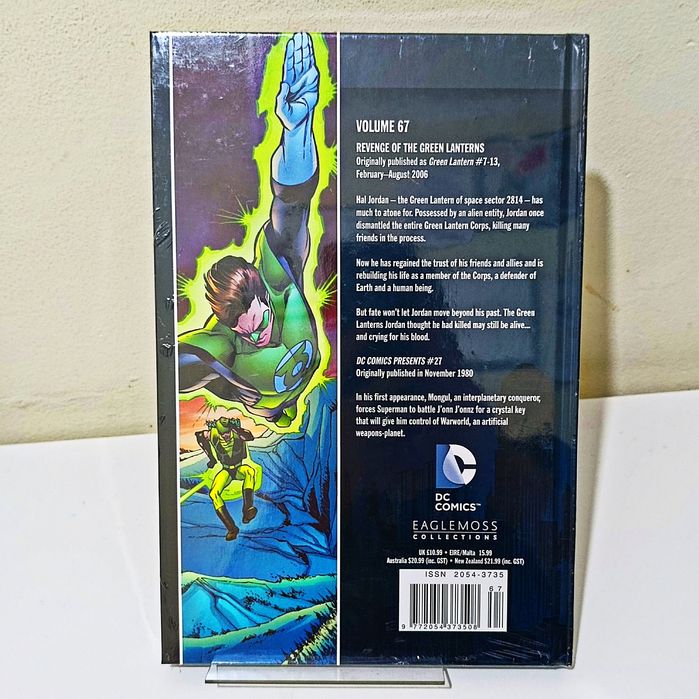 VOLUME 67
REVENGE OF THE GREEN LANTERNS
Originally published as Green Lantern #7-13,
February–August 2006
Hal Jordan – the Green Lantern of space sector 2814 – has
much to atone for. Possessed by an alien entity, Jordan once
dismantled the entire Green Lantern Corps, killing many
friends in the process.
Now he has regained the trust of his friends and allies and is
rebuilding his life as a member of the Corps, a defender of
Earth and a human being.
But fate won't let Jordan move beyond his past. The Green
Lanterns Jordan thought he had killed may still be alive...
and crying for his blood.
DC COMICS PRESENTS #27
Originally published in November 1980
In his first appearance, Mongul, an interplanetary conqueror,
forces Superman to battle J'onn J'onnz for a crystal key
that will give him control of Warworld, an artificial
weapons-planet.
DC
DC
COMICS™
EAGLEMOSS
COLLECTIONS
UK £10.99 • EIRE/Malta 15.99
Australia $20.99 (inc. GST) • New Zealand $21.99 (inc. GST)
ISSN 2054-3735
67
9 772054 373508